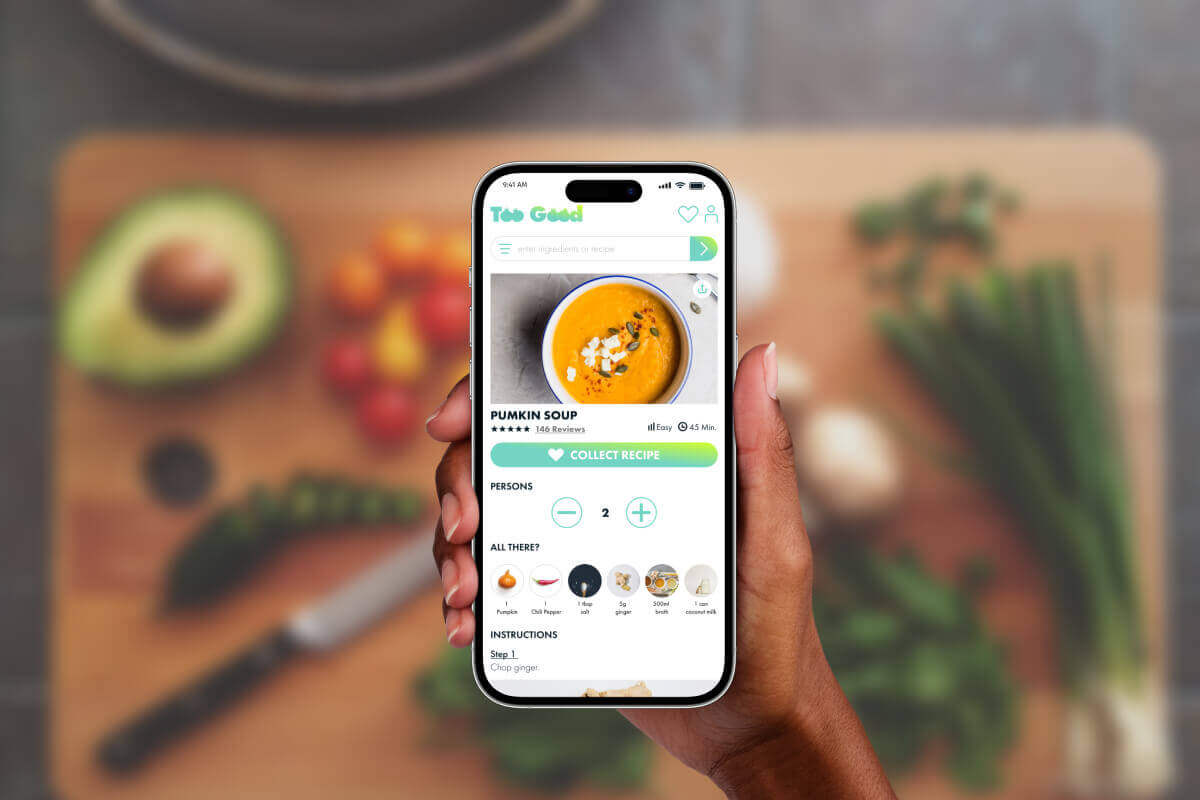 9:41 AM
Too Good
enter ingredients or recipe
PUMKIN SOUP
146 Reviews
Easy
45 Min.
COLLECT RECIPE
PERSONS
2
ALL THERE?
1
Pumpkin
1
Chili Pepper
1 tbsp
salt
5g
ginger
500ml
broth
1 can
coconut milk
INSTRUCTIONS
Step 1
Chop ginger.